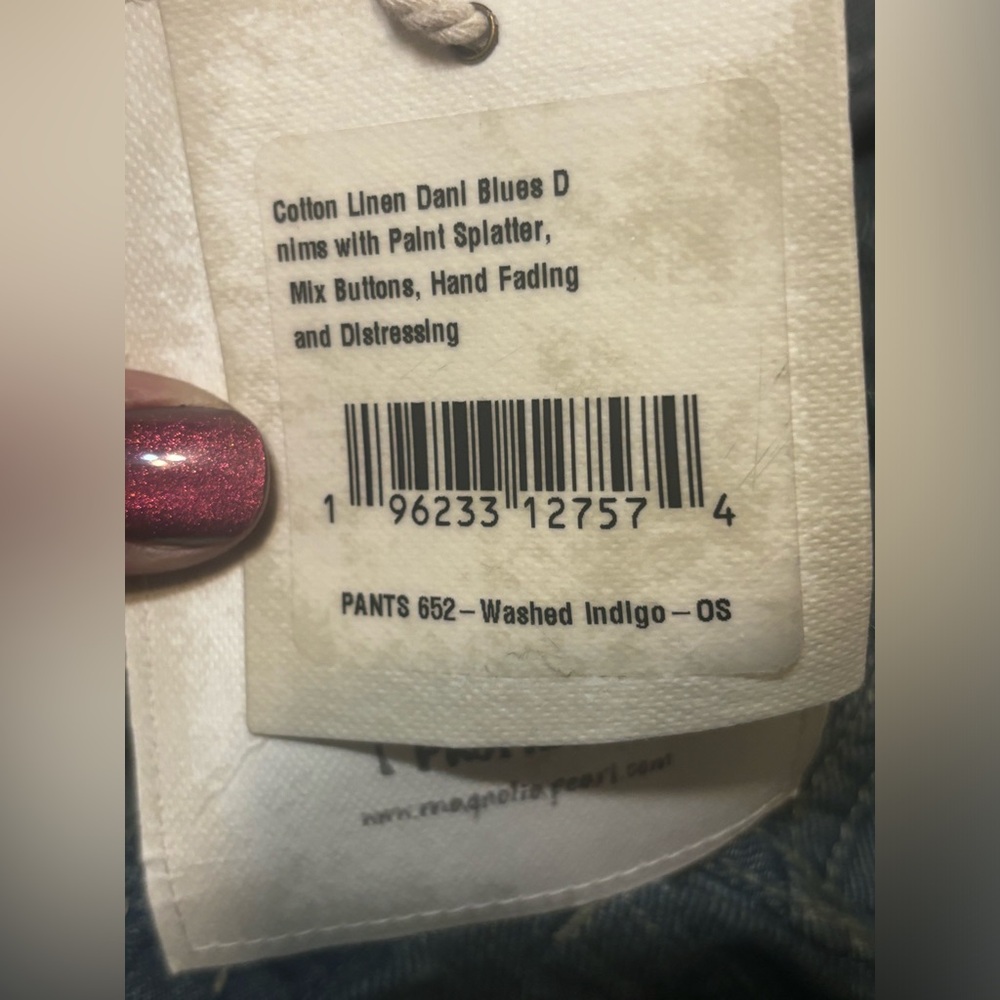 Cotton Linen Dani Blues D
nims with Paint Splatter,
Mix Buttons, Hand Fading
and Distressing
1 96233 12757 4
PANTS 652-Washed Indigo-OS
www.magnoliapearl.com